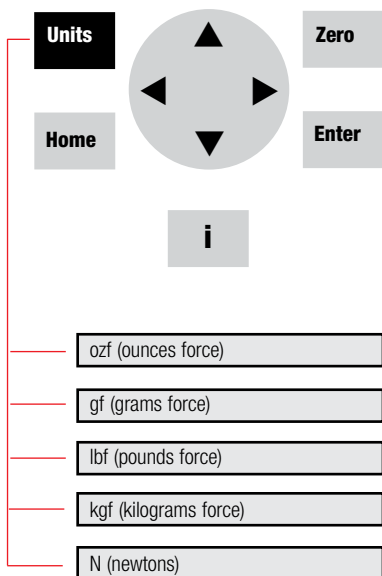 Units
Zero
Home
Enter
i
ozf (ounces force)
gf (grams force)
lbf (pounds force)
kgf (kilograms force)
N (newtons)